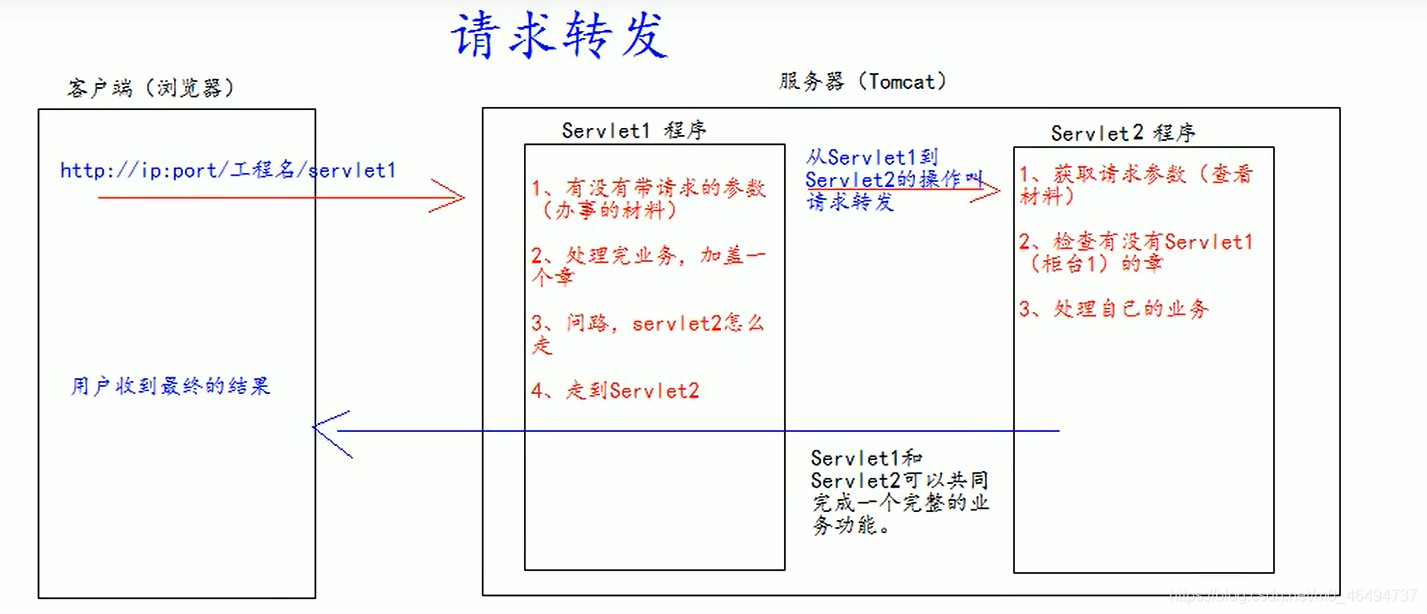 请求转发
客户端（浏览器）
服务器（Tomcat）
http://ip:port/工程名/servlet1
用户收到最终的结果
Servlet1 程序
1、有没有带请求的参数
（办事的材料）
2、处理完业务，加盖一
个章
3、问路，servlet2怎么
走
4、走到Servlet2
从Servlet1到
Servlet2的操作叫
请求转发
Servlet2 程序
1、获取请求参数（查看
材料）
2、检查有没有Servlet1
（柜台1）的章
3、处理自己的业务
Servlet1和
Servlet2可以共同
完成一个完整的业
务功能。
https://blog.csdn.net/m0_46494737